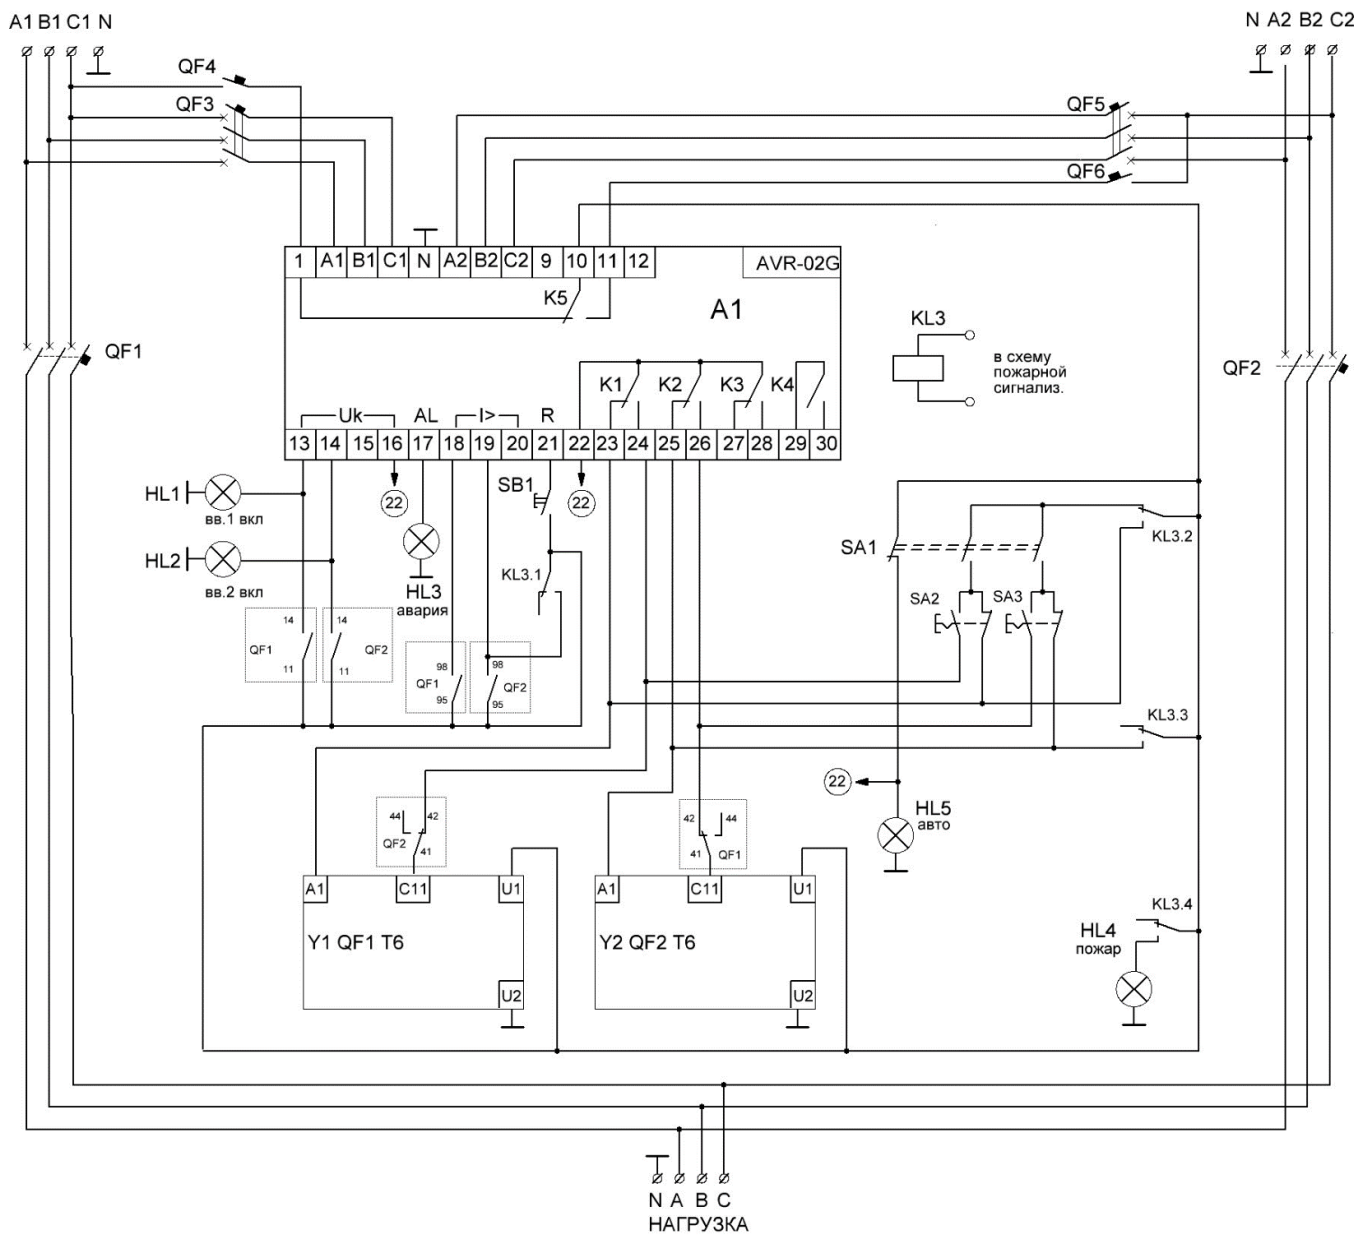 A1 B1 C1 N
N A2 B2 C2
QF4
QF3
QF5
QF6
1 A1 B1 C1 N A2 B2 C2 9 10 11 12
AVR-02G
K5
A1
KL3
в схему
пожарной
сигнализ.
QF1
QF2
K1 K2 K3 K4
Uk AL I> R
13 14 15 16 17 18 19 20 21 22 23 24 25 26 27 28 29 30
HL1
вв.1 вкл
22
SB1
22
HL2
вв.2 вкл
HL3
авария
KL3.1
SA1
KL3.2
SA2
SA3
14
QF1
11
14
QF2
11
98
QF1
95
98
QF2
95
KL3.3
22
HL5
авто
44 42
QF2
41
42 44
41 QF1
A1 C11 U1
Y1 QF1 T6
U2
A1 C11 U1
Y2 QF2 T6
U2
KL3.4
HL4
пожар
N A B C
НАГРУЗКА